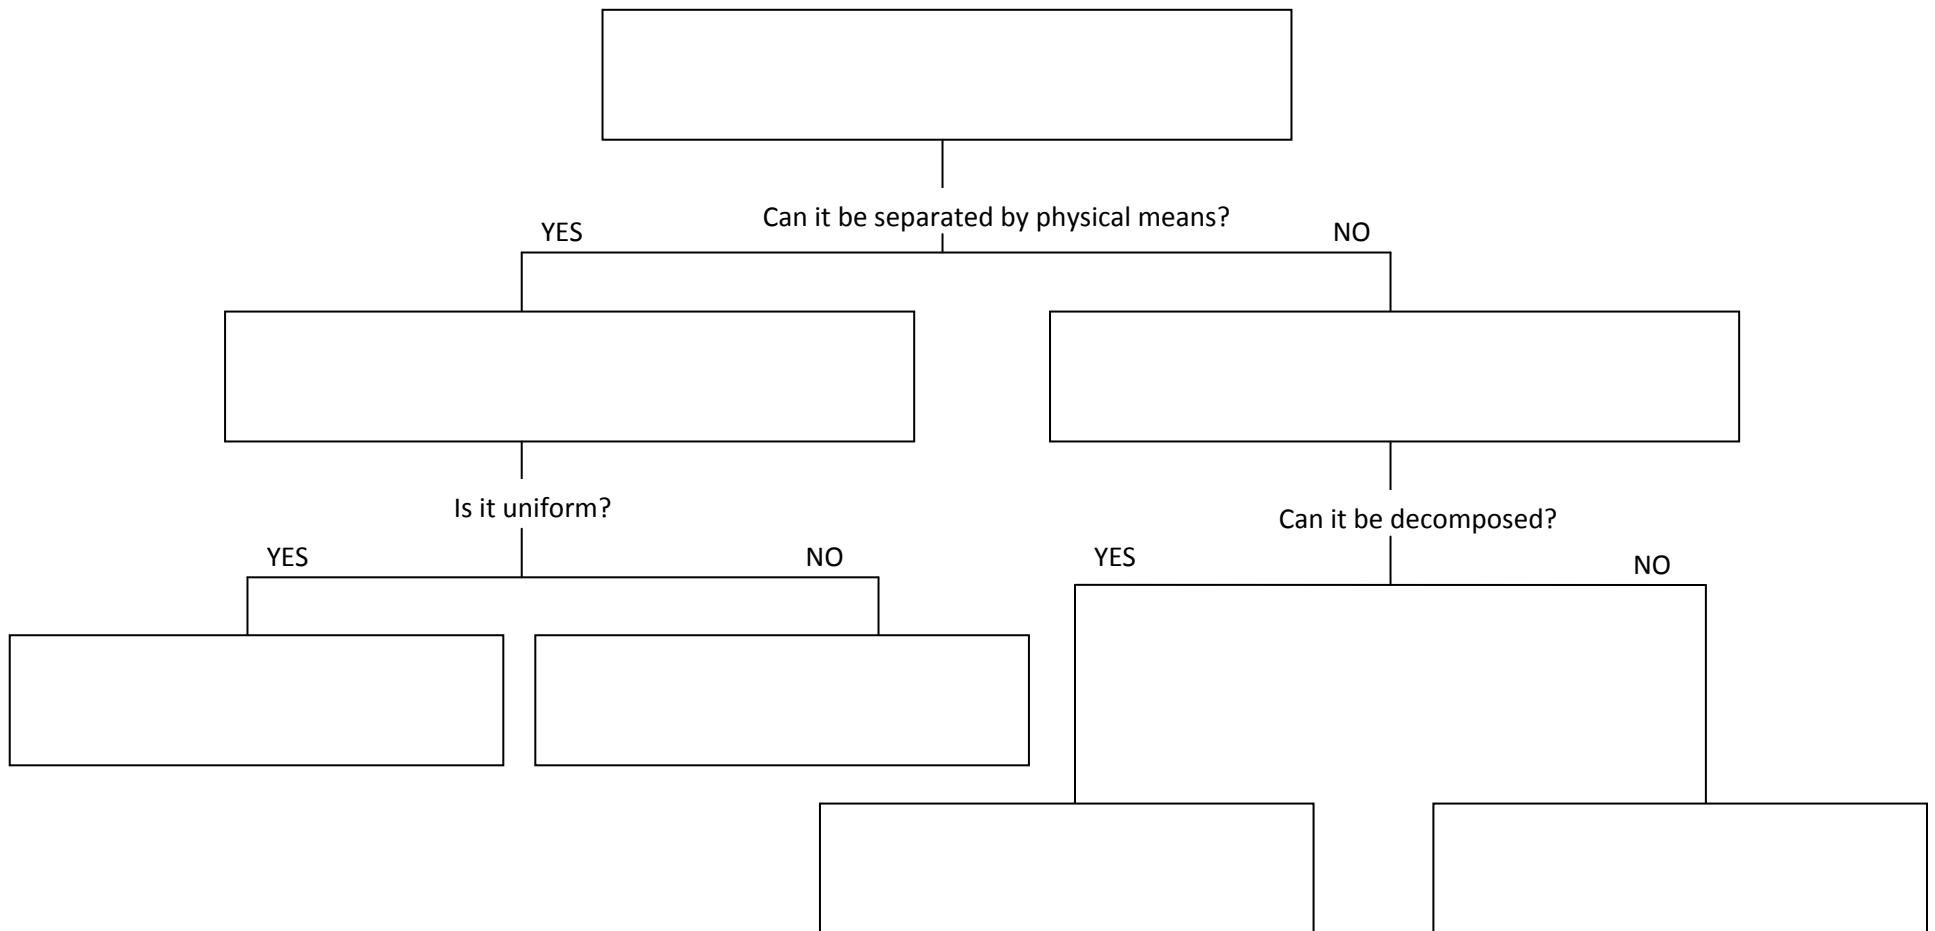 Can it be separated by physical means?
YES
NO
Is it uniform?
Can it be decomposed?
YES
NO
YES
NO